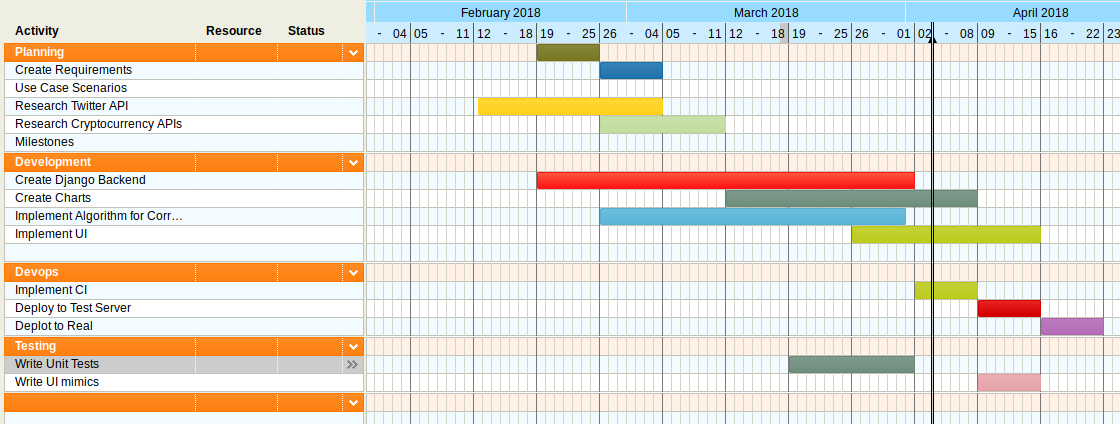 February 2018 March 2018 April 2018
Activity Resource Status - 04 05 - 11 12 - 18 19 - 25 26 - 04 05 - 11 12 - 18 19 - 25 26 - 01 02 - 08 09 - 15 16 - 22 23
Planning
Create Requirements
Use Case Scenarios
Research Twitter API
Research Cryptocurrency APIs
Milestones
Development
Create Django Backend
Create Charts
Implement Algorithm for Corr...
Implement UI
Devops
Implement CI
Deploy to Test Server
Deplot to Real
Testing
Write Unit Tests
Write UI mimics